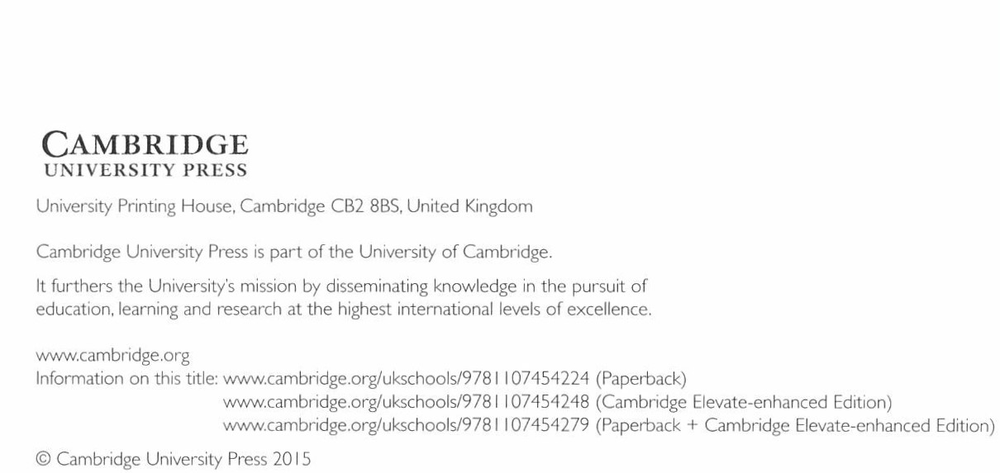 CAMBRIDGE
UNIVERSITY PRESS
University Printing House, Cambridge CB2 8BS, United Kingdom
Cambridge University Press is part of the University of Cambridge.
It furthers the University's mission by disseminating knowledge in the pursuit of
education, learning and research at the highest international levels of excellence.
www.cambridge.org
Information on this title: www.cambridge.org/ukschools/9781107454224 (Paperback)
www.cambridge.org/ukschools/9781107454248 (Cambridge Elevate-enhanced Edition)
www.cambridge.org/ukschools/9781107454279 (Paperback + Cambridge Elevate-enhanced Edition)
© Cambridge University Press 2015